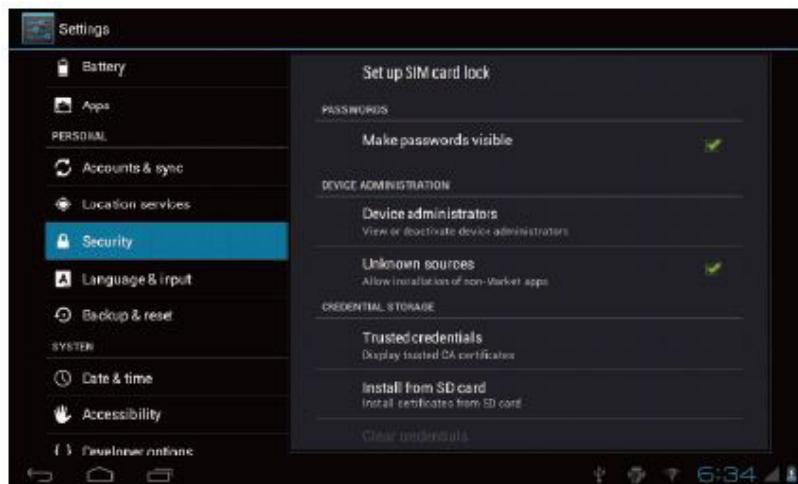 Settings
Battery
Apps
PERSONAL
Accounts & sync
Location services
Security
Language & input
Backup & reset
SYSTEM
Date & time
Accessibility
Developer options
Set up SIM card lock
PASSWORDS
Make passwords visible
DEVICE ADMINISTRATION
Device administrators
View or deactivate device administrators
Unknown sources
Allow installation of non-Market apps
CREDENTIAL STORAGE
Trusted credentials
Display trusted CA certificates
Install from SD card
Install certificates from SD card
Clear credentials
6:34